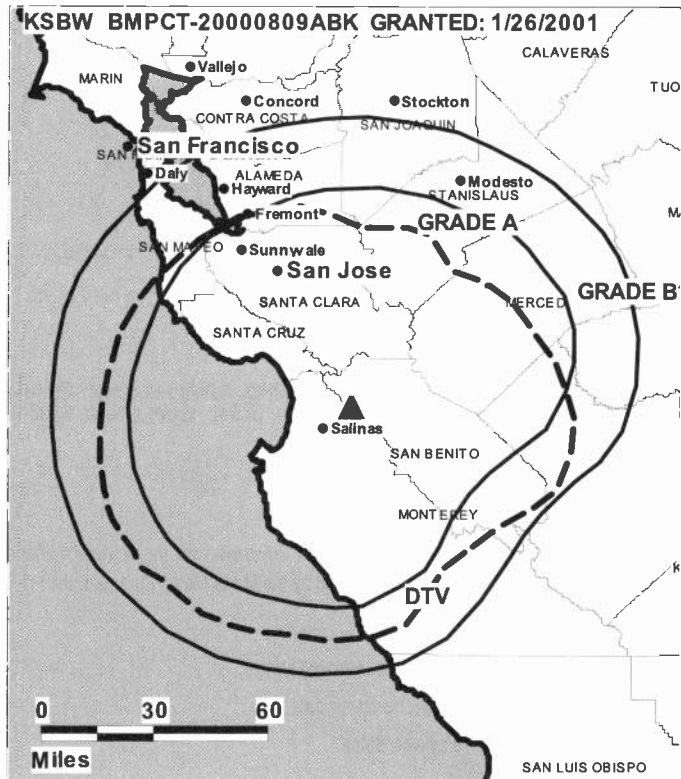 KSBW BMPCT-20000809ABK GRANTED: 1/26/2001
CALAVERAS
Vallejo
MARIN
TUO
Concord
Stockton
CONTRA COSTA
SAN JOAQUIN
San Francisco
Daly
ALAMEDA
Hayward
Modesto
STANISLAUS
Fremont
GRADE A
SAN MATEO
Sunnwale
San Jose
GRADE B
MERCED
SANTA CLARA
SANTA CRUZ
Salinas
SAN BENITO
MONTEREY
DTV
0 30 60
Miles
SAN LUIS OBISPO